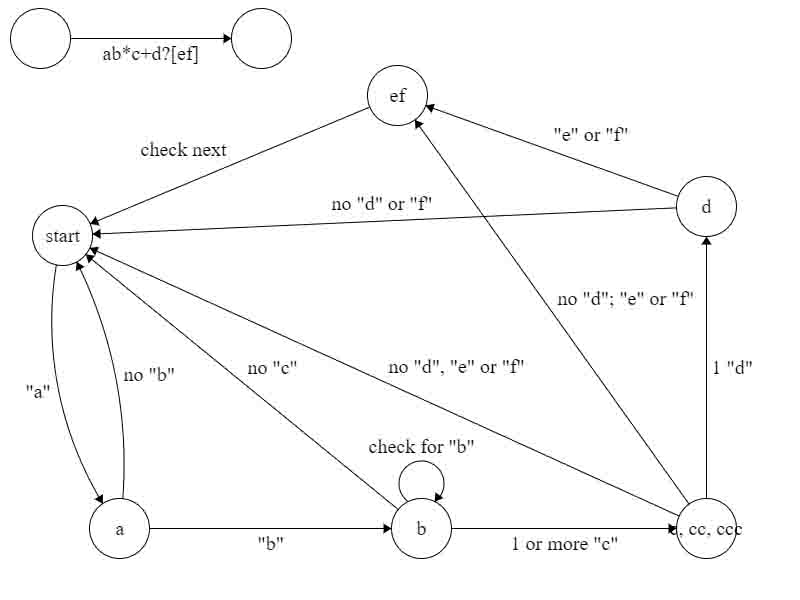 ab*c+d?[ef]
ef
"e" or "f"
check next
d
no "d" or "f"
start
no "d"; "e" or "f"
"a"
no "b"
no "c"
no "d", "e" or "f"
1 "d"
check for "b"
a
"b"
b
1 or more "c"
c, cc, ccc